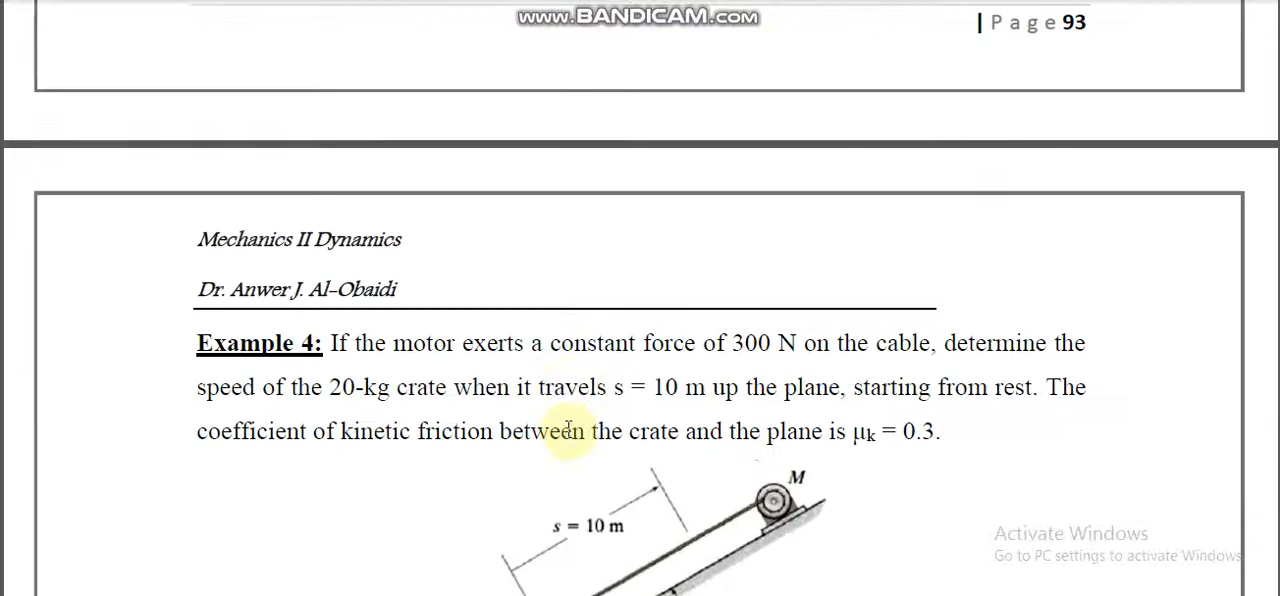 www.BANDICAM.com
| P a g e 93
Mechanics II Dynamics
Dr. Anwer J. Al-Obaidi
Example 4: If the motor exerts a constant force of 300 N on the cable, determine the
speed of the 20-kg crate when it travels s = 10 m up the plane, starting from rest. The
coefficient of kinetic friction between the crate and the plane is μk = 0.3.
M
s = 10 m
Activate Windows
Go to PC settings to activate Windows